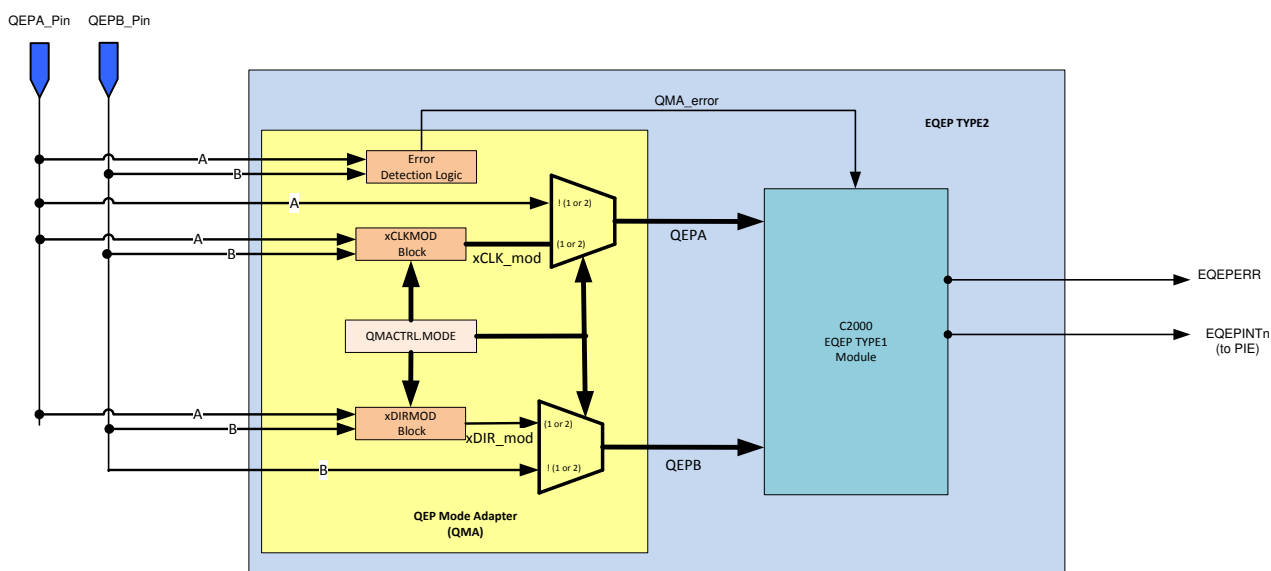 QEPA_Pin QEPB_Pin
QMA_error
EQEP TYPE2
A
B
Error
Detection Logic
A
! (1 or 2)
A
B
xCLKMOD
Block
xCLK_mod
(1 or 2)
QEPA
QMACTRL.MODE
C2000
EQEP TYPE1
Module
EQEPERR
EQEPINTn
(to PIE)
A
B
xDIRMOD
Block
xDIR_mod
(1 or 2)
B
! (1 or 2)
QEPB
QEP Mode Adapter
(QMA)